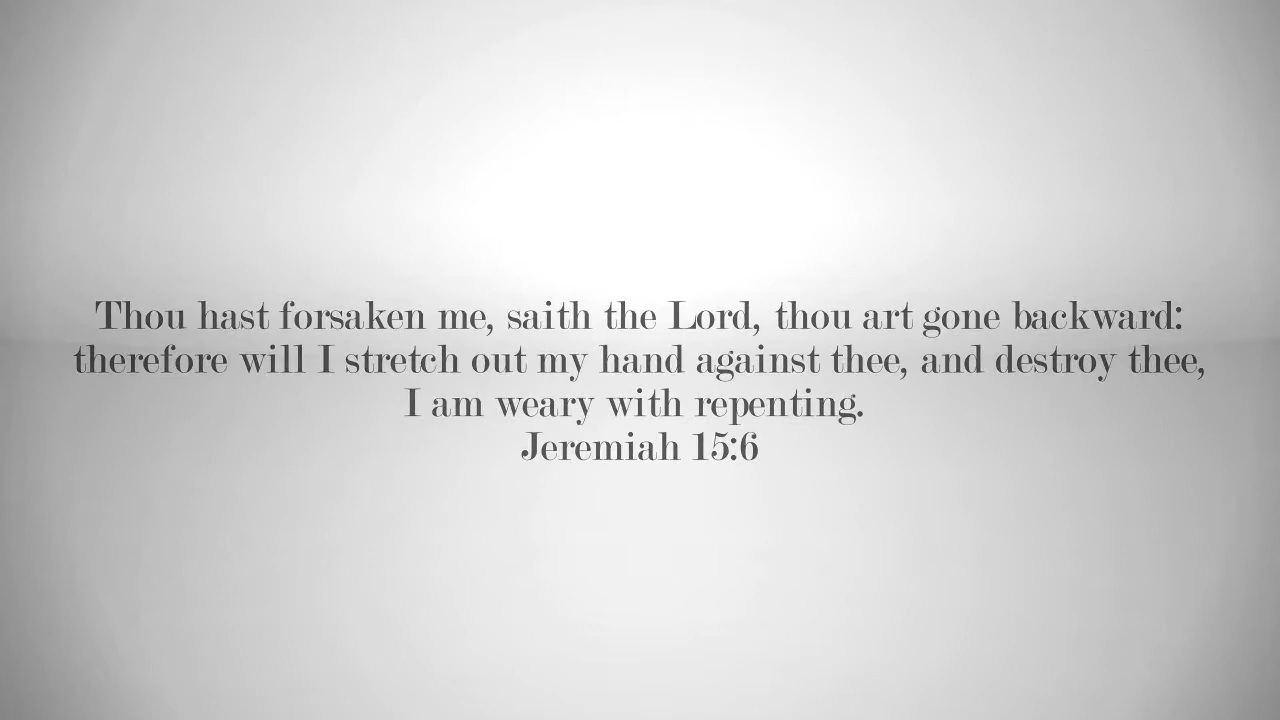 Thou hast forsaken me, saith the Lord, thou art gone backward:
therefore will I stretch out my hand against thee, and destroy thee,
I am weary with repenting.
Jeremiah 15:6